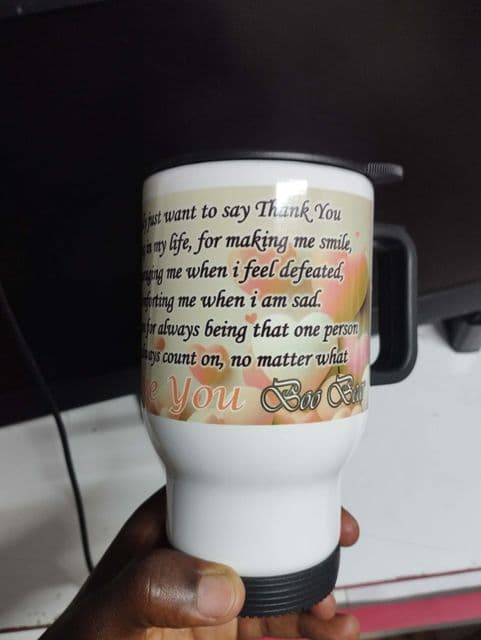 just want to say Thank You
in my life, for making me smile,
me when i feel defeated,
me when i am sad.
for always being that one person
count on, no matter what
You Boo